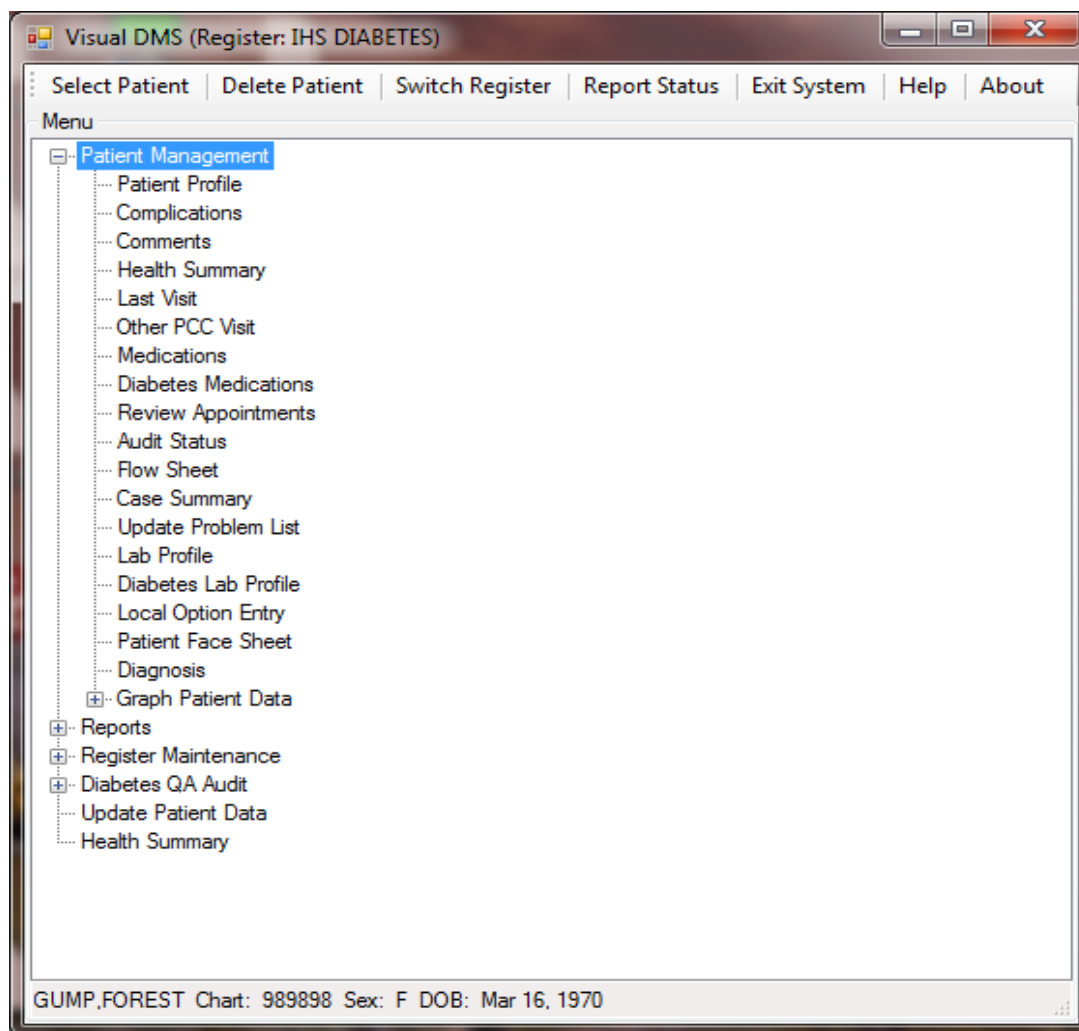 Visual DMS (Register: IHS DIABETES)
Select Patient Delete Patient Switch Register Report Status Exit System Help About
Menu
Patient Management
Patient Profile
Complications
Comments
Health Summary
Last Visit
Other PCC Visit
Medications
Diabetes Medications
Review Appointments
Audit Status
Flow Sheet
Case Summary
Update Problem List
Lab Profile
Diabetes Lab Profile
Local Option Entry
Patient Face Sheet
Diagnosis
Graph Patient Data
Reports
Register Maintenance
Diabetes QA Audit
Update Patient Data
Health Summary
GUMP,FOREST Chart: 989898 Sex: F DOB: Mar 16, 1970